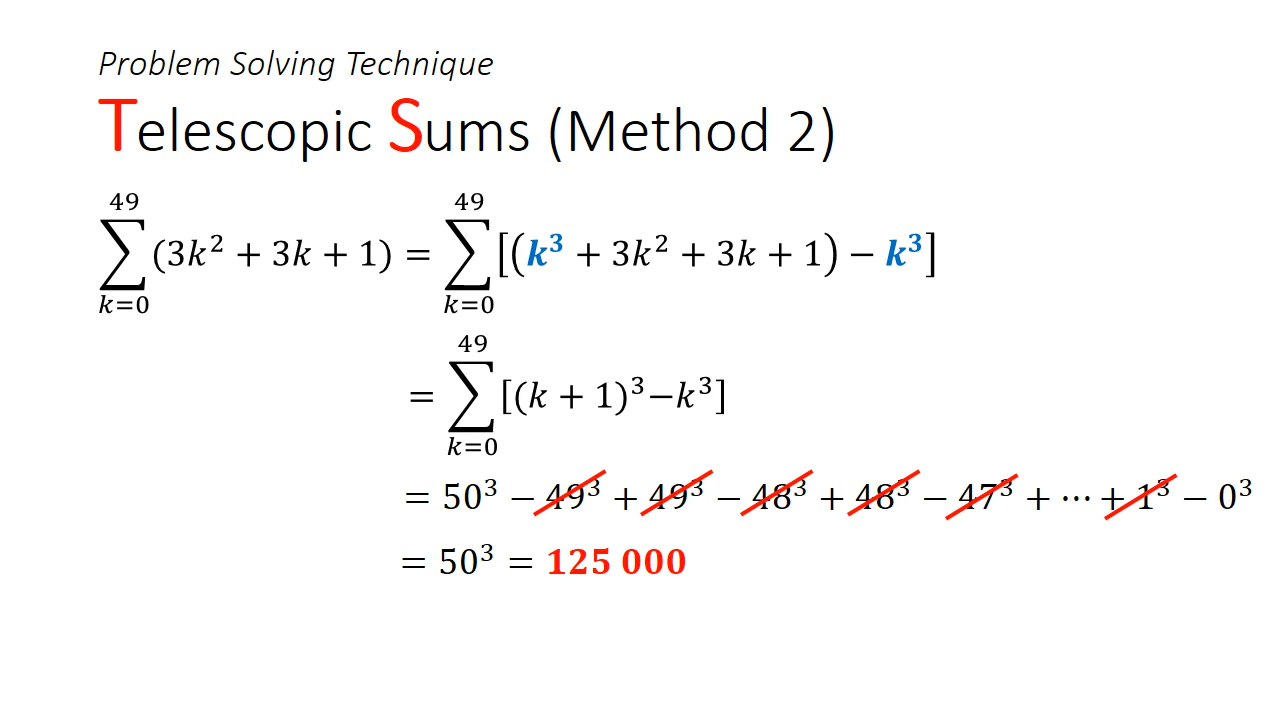 Problem Solving Technique
Telescopic Sums (Method 2)
∑_{k=0}^{49} (3k² + 3k + 1) = ∑_{k=0}^{49} [(k³ + 3k² + 3k + 1) − k³]
= ∑_{k=0}^{49} [(k + 1)³−k³]
= 50³ − 49³ + 49³ − 48³ + 48³ − 47³ + ⋯ + 1³ − 0³
= 50³ = 125 000